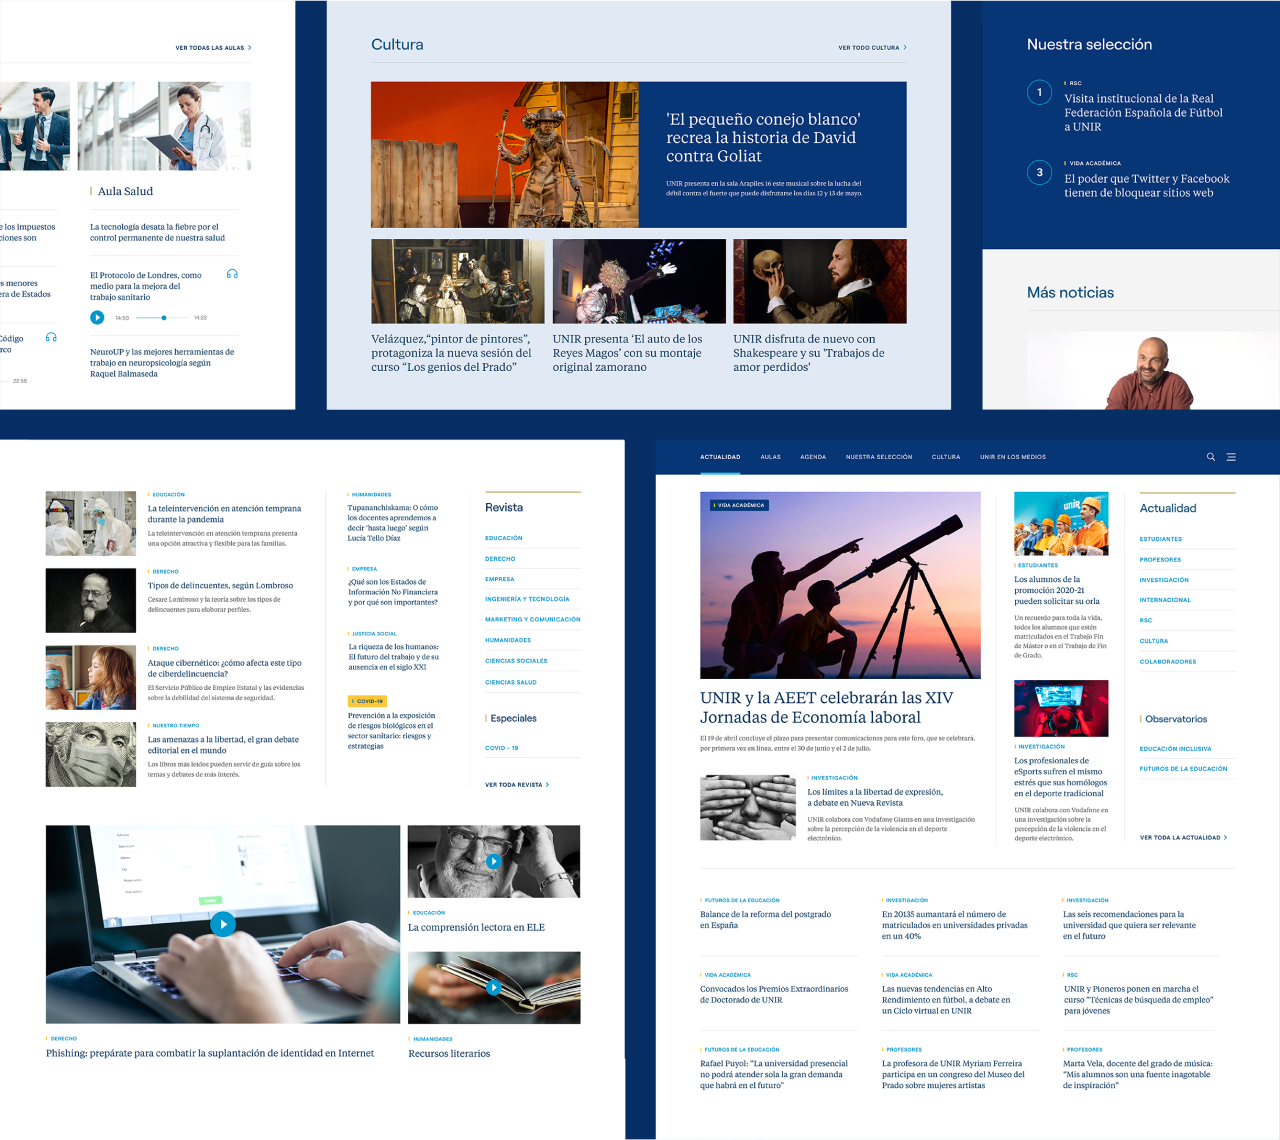 VER TODAS LAS AULAS
Aula Salud
e los impuestos
ciones son
s menores
era de Estados
Código
rco
22:56
La tecnología desata la fiebre por el
control permanente de nuestra salud
El Protocolo de Londres, como
medio para la mejora del
trabajo sanitario
14:50
14:22
NeuroUP y las mejores herramientas de
trabajo en neuropsicología según
Raquel Balmaseda
Cultura
VER TODO CULTURA
'El pequeño conejo blanco'
recrea la historia de David
contra Goliat
UNIR presenta en la sala Arapiles 16 este musical sobre la lucha del
débil contra el fuerte que puede disfrutarse los días 12 y 13 de mayo.
Velázquez,“pintor de pintores”,
protagoniza la nueva sesión del
curso “Los genios del Prado”
UNIR presenta ‘El auto de los
Reyes Magos’ con su montaje
original zamorano
UNIR disfruta de nuevo con
Shakespeare y su 'Trabajos de
amor perdidos'
Nuestra selección
1
RSC
Visita institucional de la Real
Federación Española de Fútbol
a UNIR
3
VIDA ACADÉMICA
El poder que Twitter y Facebook
tienen de bloquear sitios web
Más noticias
EDUCACIÓN
La teleintervención en atención temprana
durante la pandemia
La teleintervención en atención temprana presenta
una opción atractiva y flexible para las familias.
DERECHO
Tipos de delincuentes, según Lombroso
Cesare Lombroso y la teoría sobre los tipos de
delincuentes para elaborar perfiles.
DERECHO
Ataque cibernético: ¿cómo afecta este tipo
de ciberdelincuencia?
El Servicio Público de Empleo Estatal y las evidencias
sobre la debilidad del sistema de seguridad.
NUESTRO TIEMPO
Las amenazas a la libertad, el gran debate
editorial en el mundo
Los libros más leídos pueden servir de guía sobre los
temas y debates de más interés.
HUMANIDADES
Tupananchiskama: O cómo
los docentes aprendemos a
decir ‘hasta luego’ según
Lucía Tello Díaz
EMPRESA
¿Qué son los Estados de
Información No Financiera
y por qué son importantes?
JUSTICIA SOCIAL
La riqueza de los humanos:
El futuro del trabajo y de su
ausencia en el siglo XXI
COVID-19
Prevención a la exposición
de riesgos biológicos en el
sector sanitario: riesgos y
estrategias
Revista
EDUCACIÓN
DERECHO
EMPRESA
INGENIERÍA Y TECNOLOGÍA
MARKETING Y COMUNICACIÓN
HUMANIDADES
CIENCIAS SOCIALES
CIENCIAS SALUD
Especiales
COVID – 19
VER TODA REVISTA
DERECHO
Phishing: prepárate para combatir la suplantación de identidad en Internet
EDUCACIÓN
La comprensión lectora en ELE
HUMANIDADES
Recursos literarios
ACTUALIDAD
AULAS
AGENDA
NUESTRA SELECCIÓN
CULTURA
UNIR EN LOS MEDIOS
VIDA ACADÉMICA
UNIR y la AEET celebrarán las XIV
Jornadas de Economía laboral
El 19 de abril concluye el plazo para presentar comunicaciones para este foro, que se celebrará,
por primera vez en línea, entre el 30 de junio y el 2 de julio.
INVESTIGACIÓN
Los límites a la libertad de expresión,
a debate en Nueva Revista
UNIR colabora con Vodafone Giants en una investigación
sobre la percepción de la violencia en el deporte
electrónico.
unir
ESTUDIANTES
Los alumnos de la
promoción 2020-21
pueden solicitar su orla
Un recuerdo para toda la vida,
todos los alumnos que estén
matriculados en el Trabajo Fin
de Máster o en el Trabajo de Fin
de Grado.
INVESTIGACIÓN
Los profesionales de
eSports sufren el mismo
estrés que sus homólogos
en el deporte tradicional
UNIR colabora con Vodafone en
una investigación sobre la
percepción de la violencia en el
deporte electrónico.
Actualidad
ESTUDIANTES
PROFESORES
INVESTIGACIÓN
INTERNACIONAL
RSC
CULTURA
COLABORADORES
Observatorios
EDUCACIÓN INCLUSIVA
FUTUROS DE LA EDUCACIÓN
VER TODA LA ACTUALIDAD
FUTUROS DE LA EDUCACIÓN
Balance de la reforma del postgrado
en España
INVESTIGACIÓN
En 20135 aumantará el número de
matriculados en universidades privadas
en un 40%
INVESTIGACIÓN
Las seis recomendaciones para la
universidad que quiera ser relevante
en el futuro
VIDA ACADÉMICA
Convocados los Premios Extraordinarios
de Doctorado de UNIR
VIDA ACADÉMICA
Las nuevas tendencias en Alto
Rendimiento en fútbol, a debate en
un Ciclo virtual en UNIR
RSC
UNIR y Pioneros ponen en marcha el
curso “Técnicas de búsqueda de empleo”
para jóvenes
FUTUROS DE LA EDUCACIÓN
Rafael Puyol: “La universidad presencial
no podrá atender sola la gran demanda
que habrá en el futuro”
PROFESORES
La profesora de UNIR Myriam Ferreira
participa en un congreso del Museo del
Prado sobre mujeres artistas
PROFESORES
Marta Vela, docente del grado de música:
“Mis alumnos son una fuente inagotable
de inspiración”